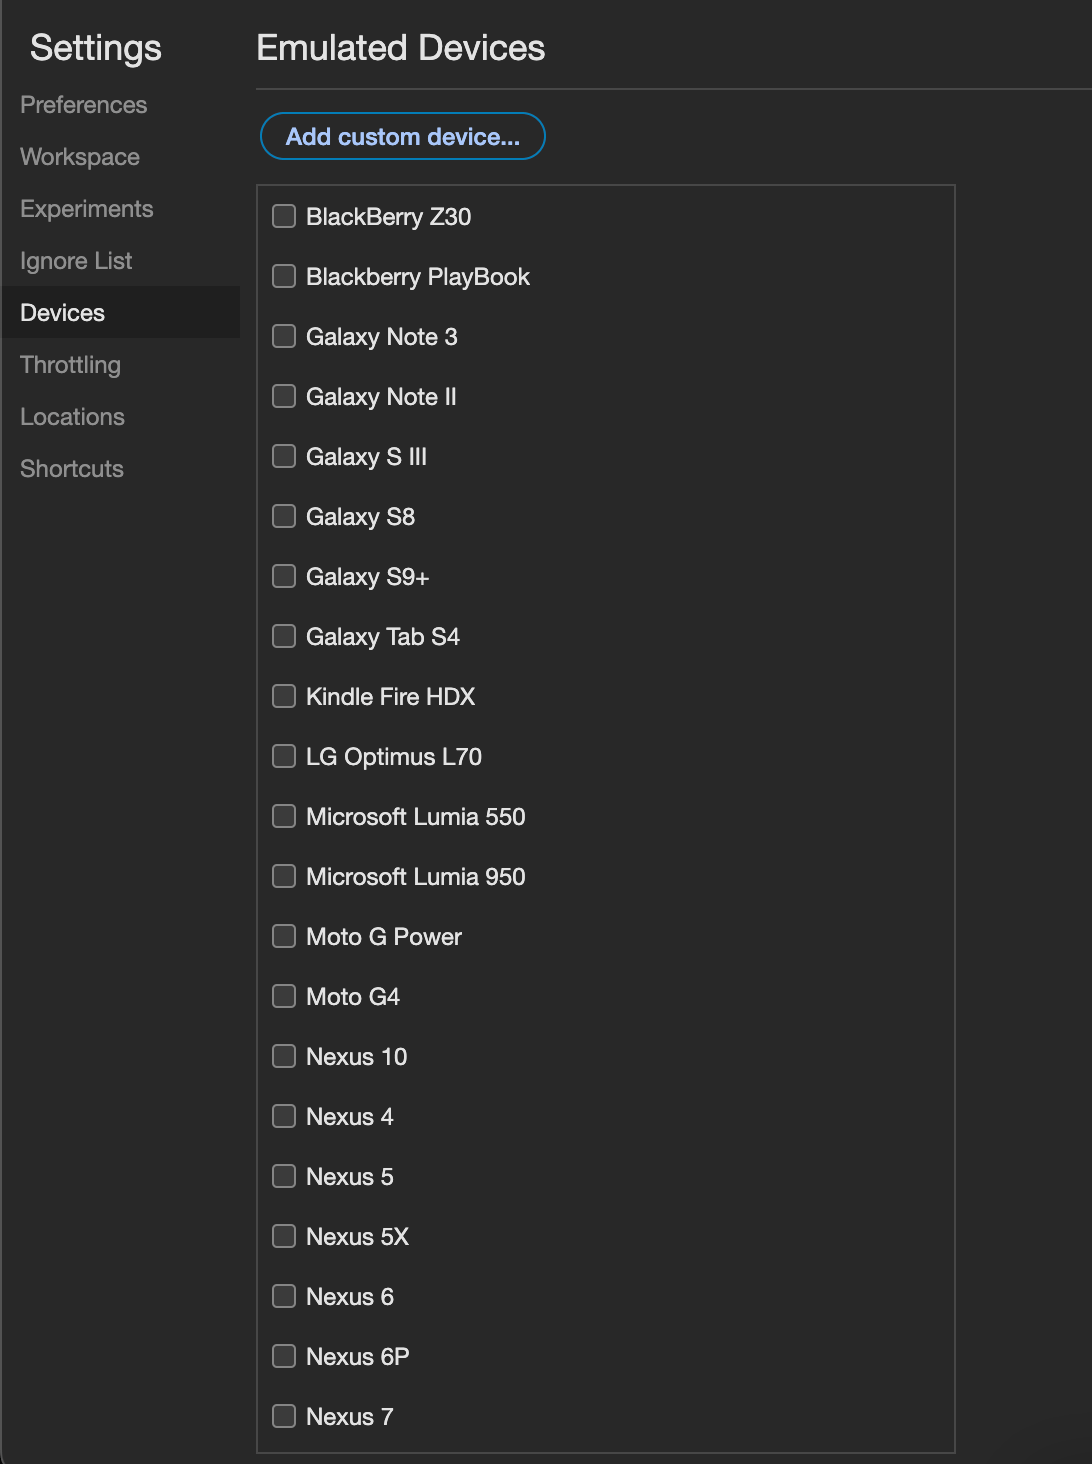 Settings
Preferences
Workspace
Experiments
Ignore List
Devices
Throttling
Locations
Shortcuts
Emulated Devices
Add custom device...
BlackBerry Z30
Blackberry PlayBook
Galaxy Note 3
Galaxy Note II
Galaxy S III
Galaxy S8
Galaxy S9+
Galaxy Tab S4
Kindle Fire HDX
LG Optimus L70
Microsoft Lumia 550
Microsoft Lumia 950
Moto G Power
Moto G4
Nexus 10
Nexus 4
Nexus 5
Nexus 5X
Nexus 6
Nexus 6P
Nexus 7